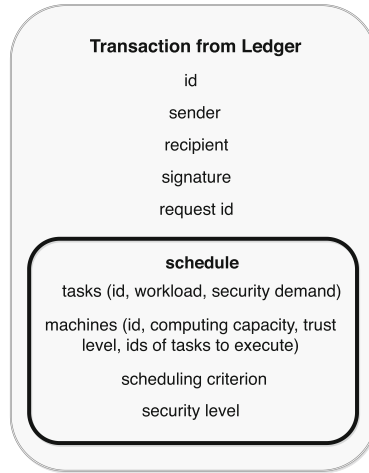 Transaction from Ledger
id
sender
recipient
signature
request id
schedule
tasks (id, workload, security demand)
machines (id, computing capacity, trust
level, ids of tasks to execute)
scheduling criterion
security level